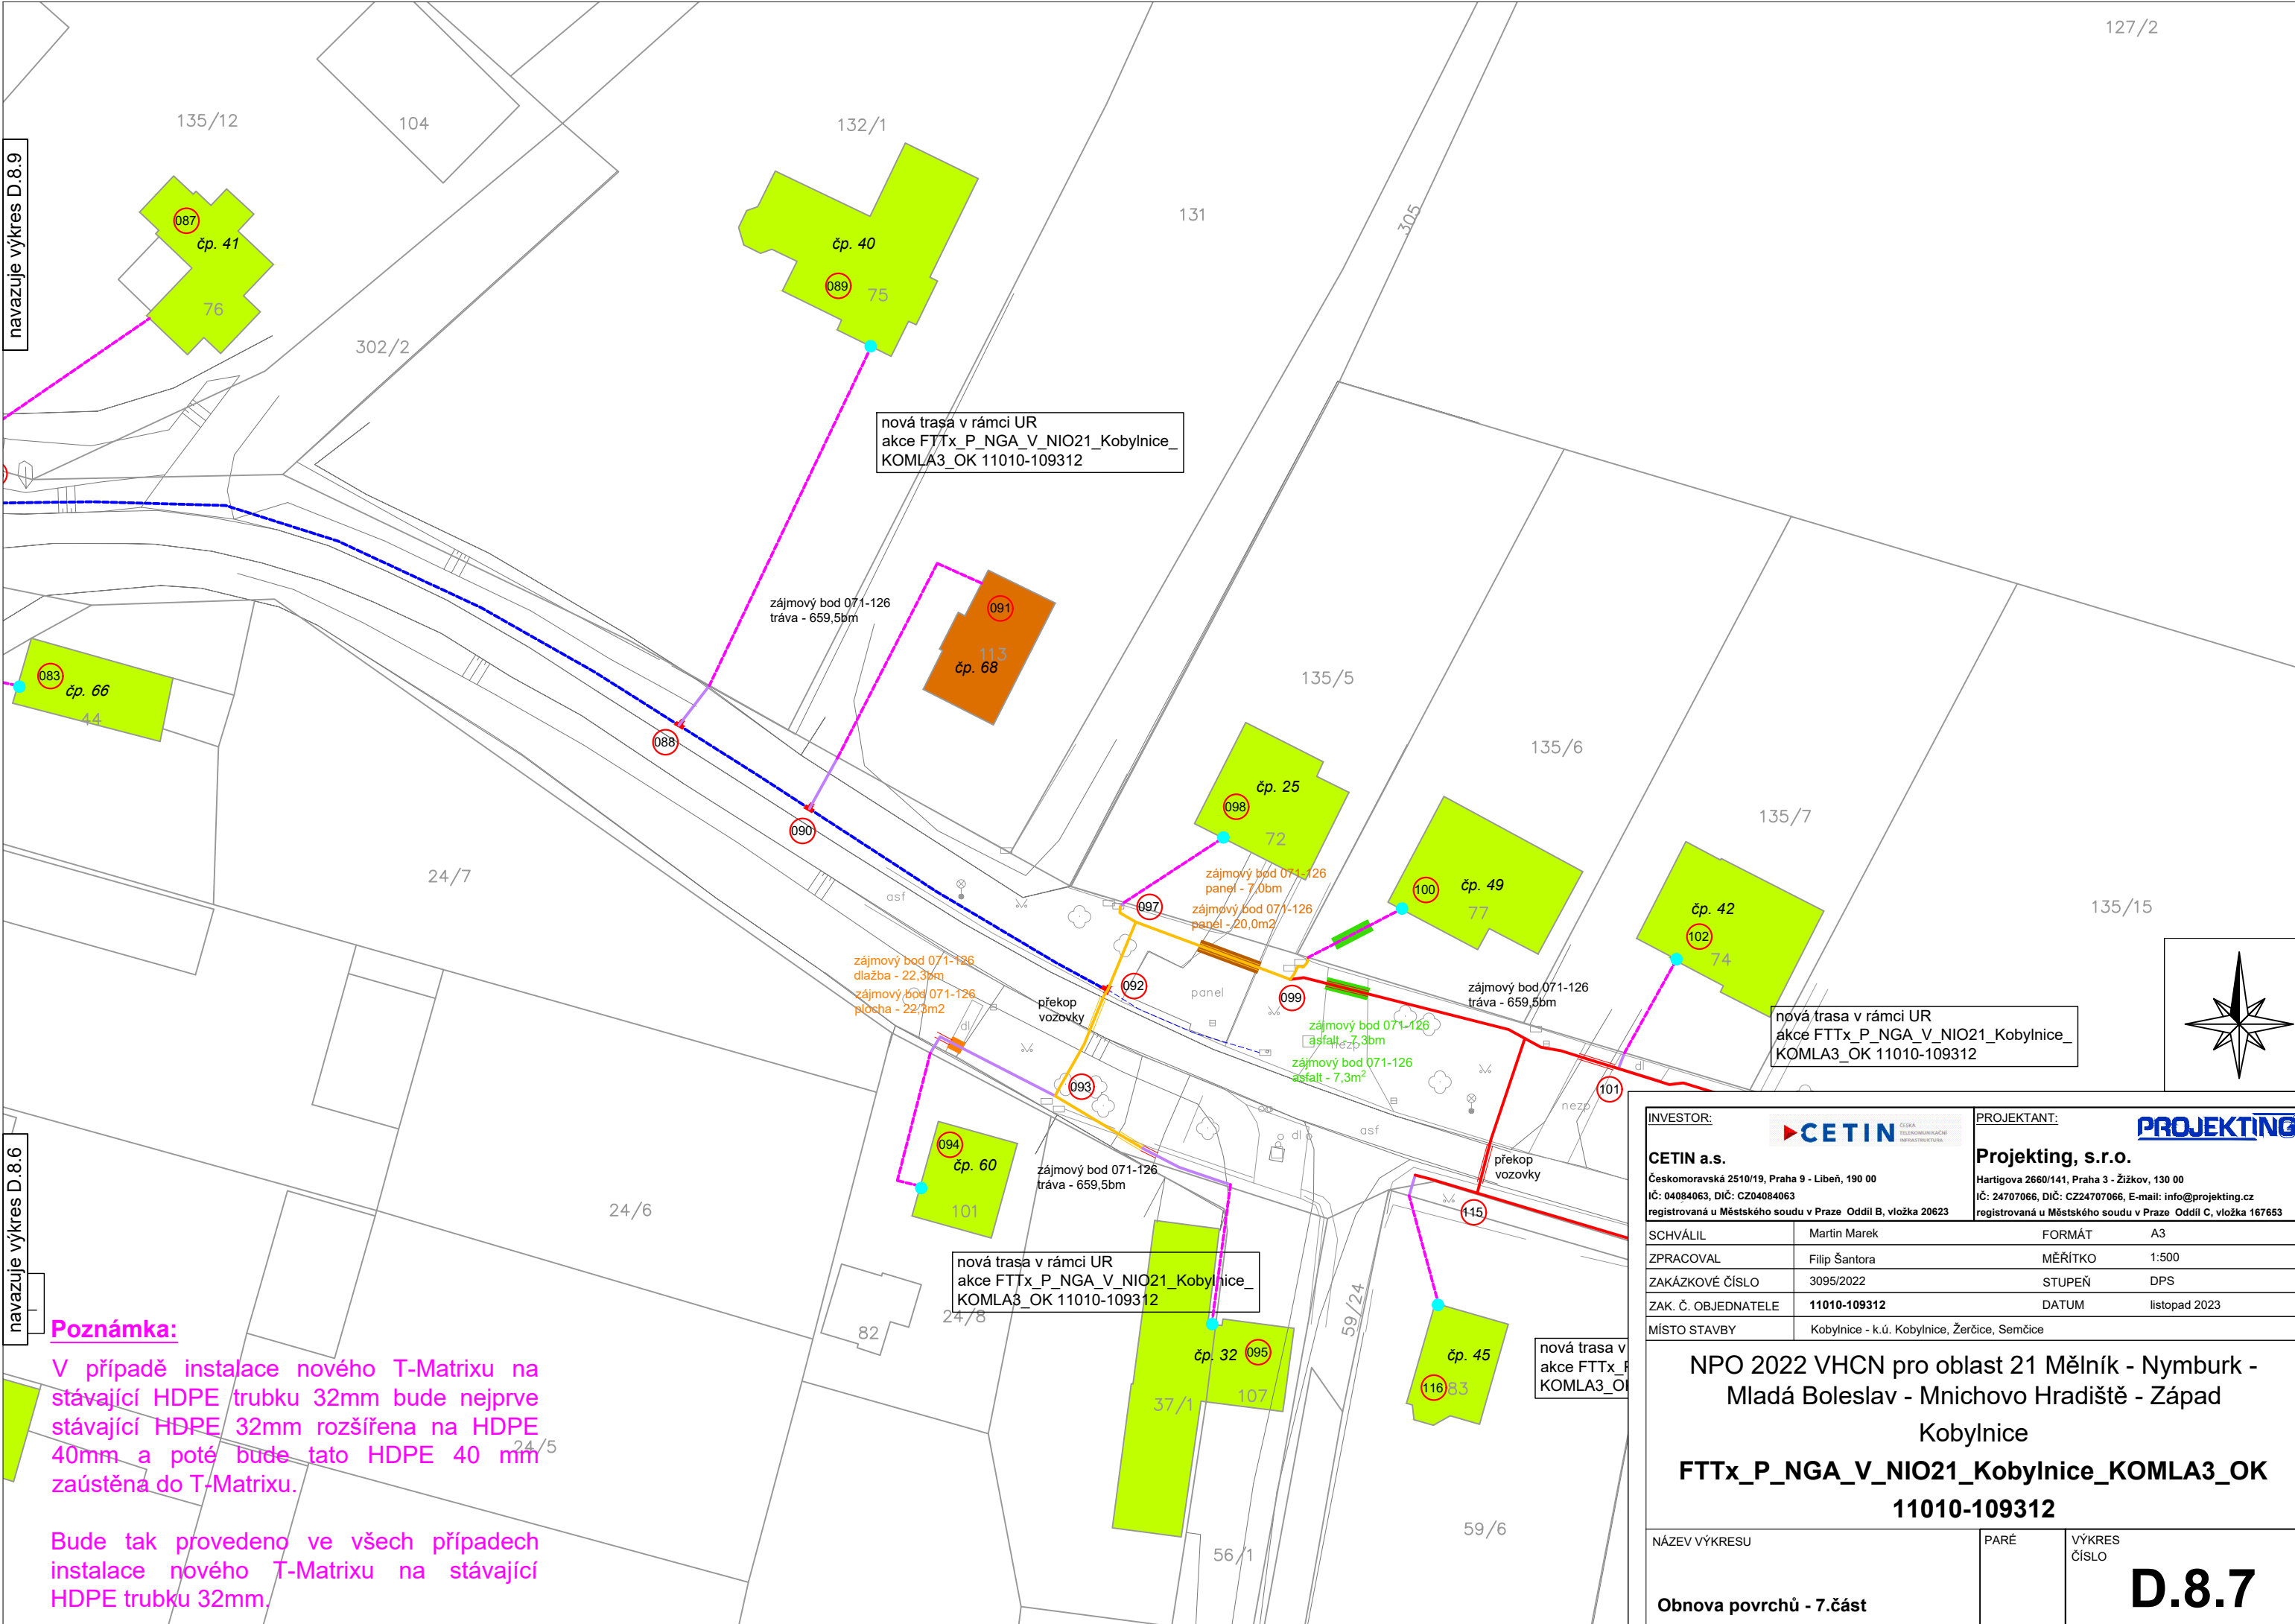 127/2
135/12
104
132/1
navazuje výkres D.8.9
087
čp. 41
76
131
305
čp. 40
089
75
302/2
nová trasa v rámci UR
akce FTTx_P_NGA_V_NIO21_Kobylnice_
KOMLA3_OK 11010-109312
zájmový bod 071-126
tráva - 659,5bm
091
113
čp. 68
083
čp. 66
44
088
135/5
135/6
čp. 25
098
72
090
135/7
24/7
asf
zájmový bod 071-126
panel - 7,0bm
zájmový bod 071-126
panel - 20,0m2
097
100
čp. 49
77
čp. 42
102
74
135/15
zájmový bod 071-126
dlažba - 22,3bm
zájmový bod 071-126
plocha - 22,3m2
dl
092
překop
vozovky
panel
099
zájmový bod 071-126
tráva - 659,5bm
nová trasa v rámci UR
akce FTTx_P_NGA_V_NIO21_Kobylnice_
KOMLA3_OK 11010-109312
zájmový bod 071-126
asfalt - 7,3bm
nezp
zájmový bod 071-126
asfalt - 7,3m²
dl
101
nezp
093
094
čp. 60
101
zájmový bod 071-126
tráva - 659,5bm
dl
asf
překop
vozovky
115
navazuje výkres D.8.6
24/6
nová trasa v rámci UR
akce FTTx_P_NGA_V_NIO21_Kobylnice_
KOMLA3_OK 11010-109312
24/8
82
59/24
čp. 32
095
37/1
107
čp. 45
116
83
nová trasa v
akce FTTx_P
KOMLA3_OK
59/6
56/1
24/5
Poznámka:
V případě instalace nového T-Matrixu na
stávající HDPE trubku 32mm bude nejprve
stávající HDPE 32mm rozšířena na HDPE
40mm a poté bude tato HDPE 40 mm
zaústěna do T-Matrixu.
Bude tak provedeno ve všech případech
instalace nového T-Matrixu na stávající
HDPE trubku 32mm.
INVESTOR:
CETIN
ČESKÁ
TELEKOMUNIKAČNÍ
INFRASTRUKTURA
CETIN a.s.
Českomoravská 2510/19, Praha 9 - Libeň, 190 00
IČ: 04084063, DIČ: CZ04084063
registrovaná u Městského soudu v Praze Oddíl B, vložka 20623
PROJEKTANT:
PROJEKTING
Projekting, s.r.o.
Hartigova 2660/141, Praha 3 - Žižkov, 130 00
IČ: 24707066, DIČ: CZ24707066, E-mail: info@projekting.cz
registrovaná u Městského soudu v Praze Oddíl C, vložka 167653
SCHVÁLIL Martin Marek FORMÁT A3
ZPRACOVAL Filip Šantora MĚŘÍTKO 1:500
ZAKÁZKOVÉ ČÍSLO 3095/2022 STUPEŇ DPS
ZAK. Č. OBJEDNATELE 11010-109312 DATUM listopad 2023
MÍSTO STAVBY Kobylnice - k.ú. Kobylnice, Žerčice, Semčice
NPO 2022 VHCN pro oblast 21 Mělník - Nymburk -
Mladá Boleslav - Mnichovo Hradiště - Západ
Kobylnice
FTTx_P_NGA_V_NIO21_Kobylnice_KOMLA3_OK
11010-109312
NÁZEV VÝKRESU
Obnova povrchů - 7.část
PARÉ
VÝKRES
ČÍSLO
D.8.7